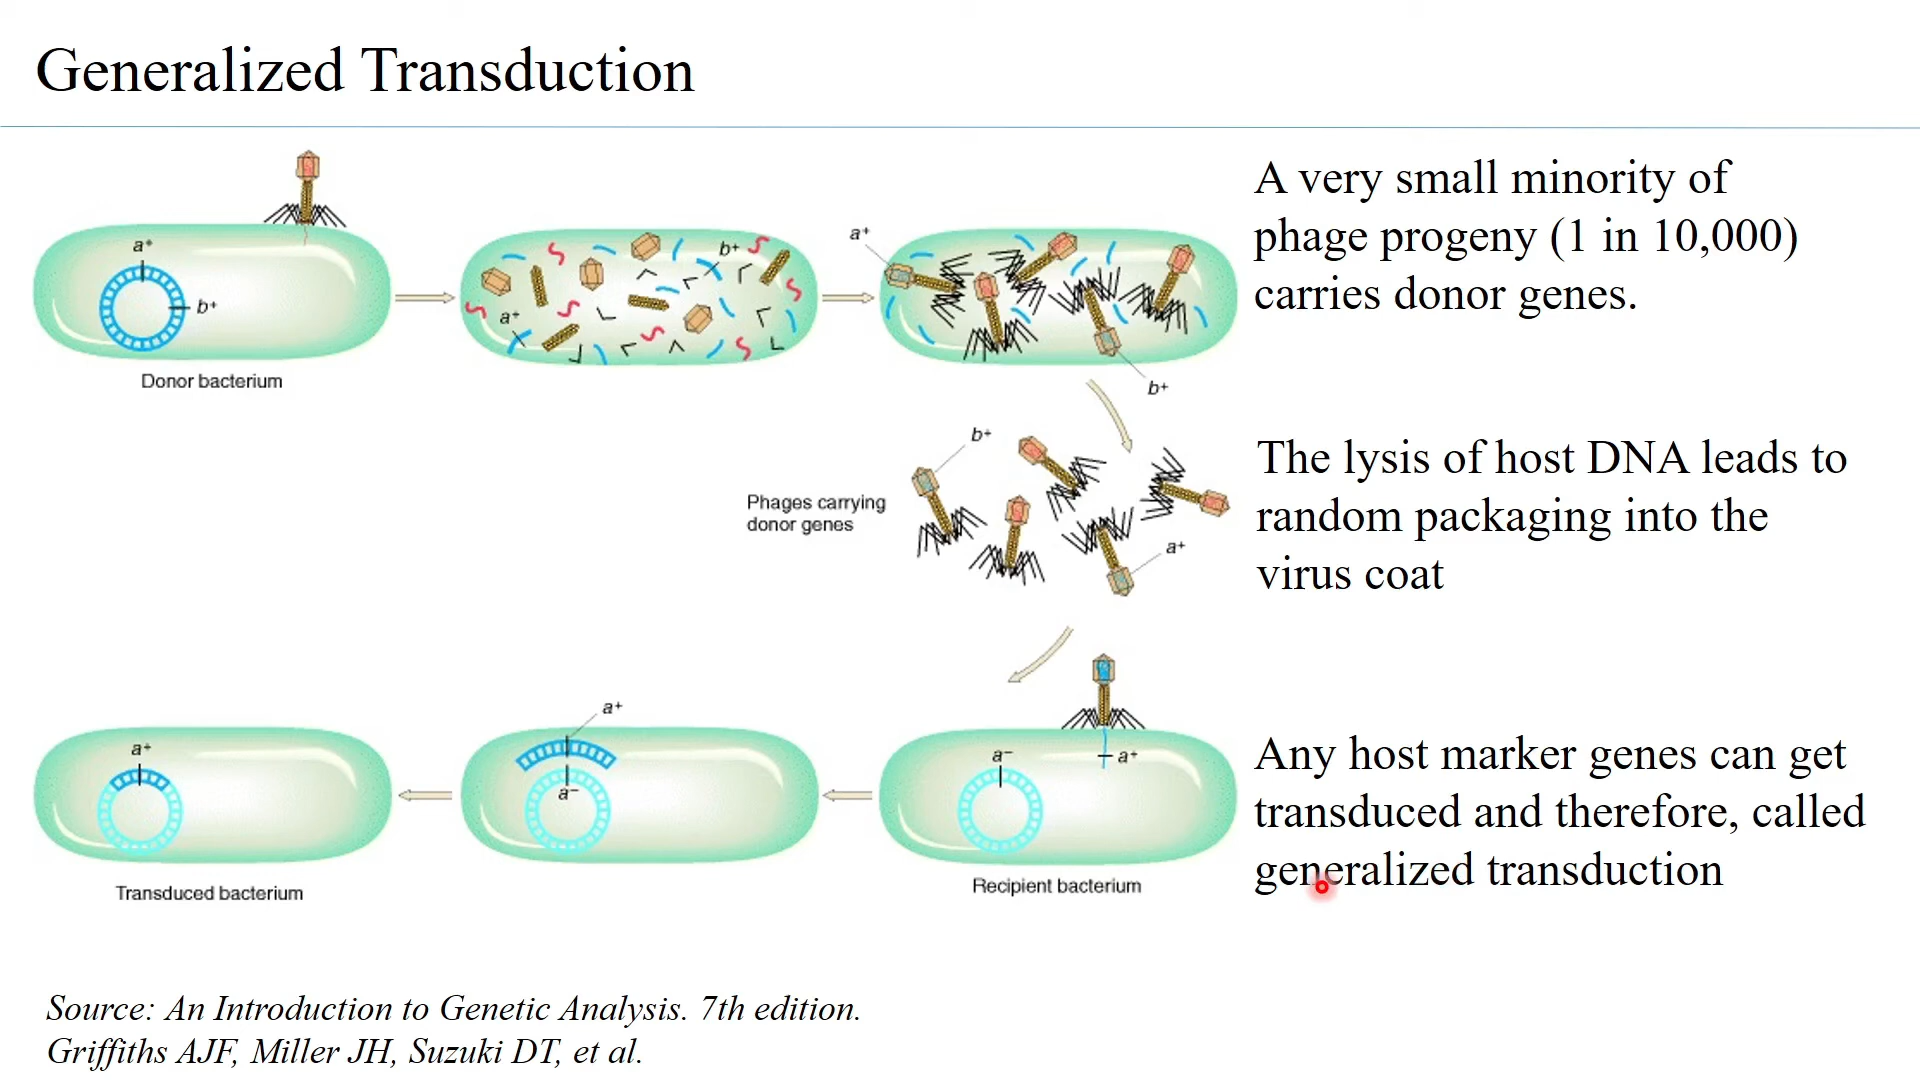 Generalized Transduction
a⁺
b⁺
Donor bacterium
b⁺
a⁺
a⁺
b⁺
A very small minority of
phage progeny (1 in 10,000)
carries donor genes.
b⁺
Phages carrying
donor genes
a⁺
The lysis of host DNA leads to
random packaging into the
virus coat
a⁺
Transduced bacterium
a⁺
a⁻
a⁻
a⁺
Recipient bacterium
Any host marker genes can get
transduced and therefore, called
generalized transduction
Source: An Introduction to Genetic Analysis. 7th edition.
Griffiths AJF, Miller JH, Suzuki DT, et al.